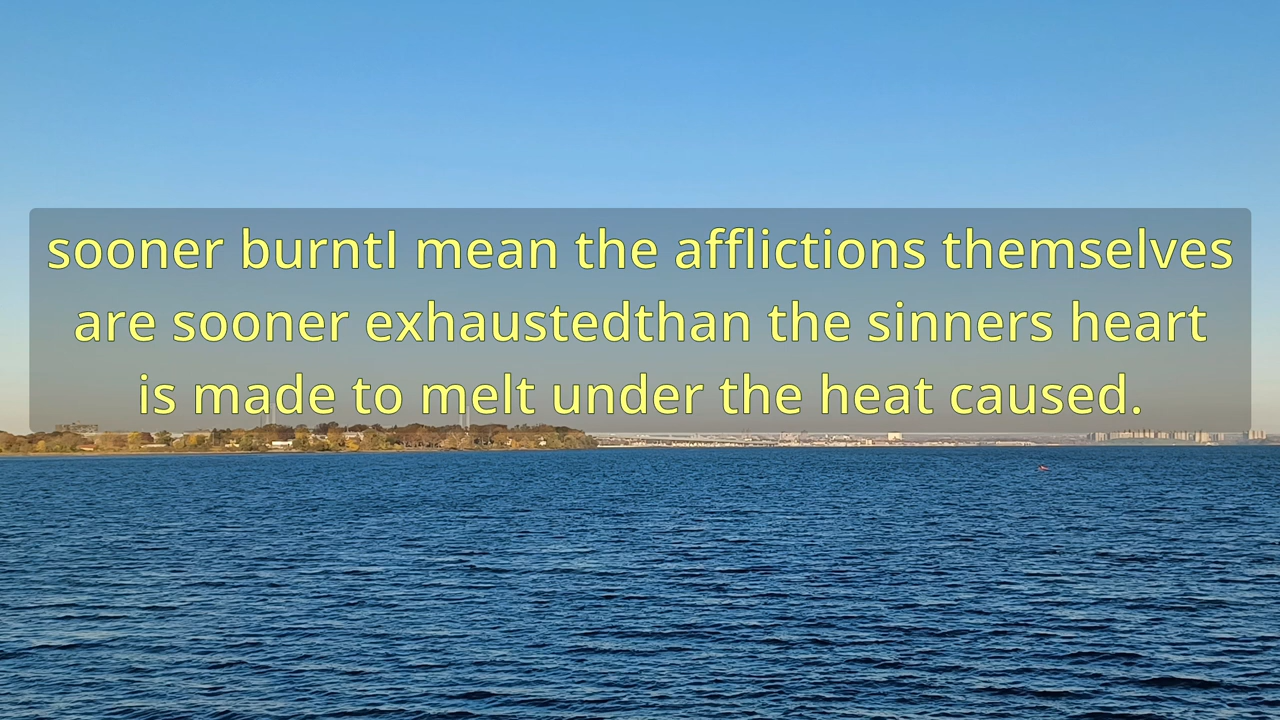 sooner burntI mean the afflictions themselves
are sooner exhaustedthan the sinners heart
is made to melt under the heat caused.